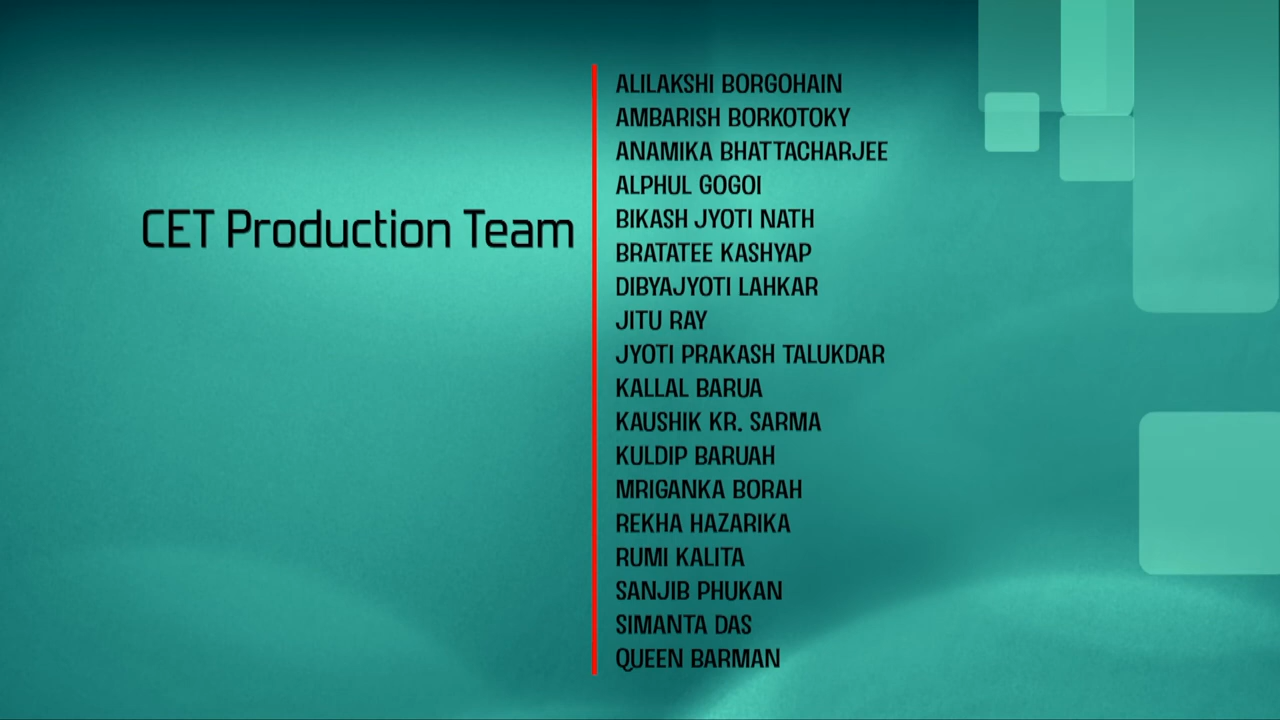 CET Production Team
ALILAKSHI BORGOHAIN
AMBARISH BORKOTOKY
ANAMIKA BHATTACHARJEE
ALPHUL GOGOI
BIKASH JYOTI NATH
BRATATEE KASHYAP
DIBYAJYOTI LAHKAR
JITU RAY
JYOTI PRAKASH TALUKDAR
KALLAL BARUA
KAUSHIK KR. SARMA
KULDIP BARUAH
MRIGANKA BORAH
REKHA HAZARIKA
RUMI KALITA
SANJIB PHUKAN
SIMANTA DAS
QUEEN BARMAN